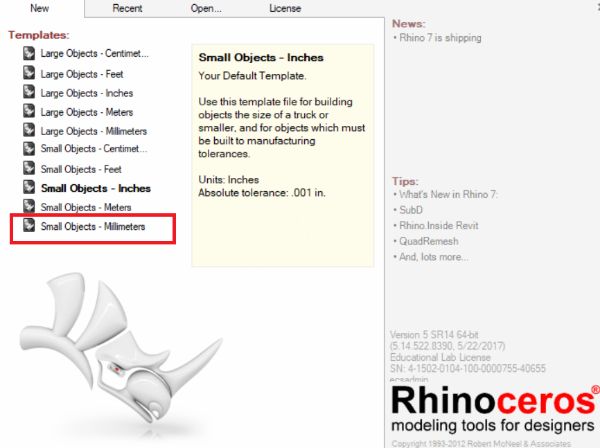 New Recent Open... License
Templates:
Large Objects - Centimet...
Large Objects - Feet
Large Objects - Inches
Large Objects - Meters
Large Objects - Millimeters
Small Objects - Centimet...
Small Objects - Feet
Small Objects - Inches
Small Objects - Meters
Small Objects - Millimeters
Small Objects - Inches
Your Default Template.
Use this template file for building
objects the size of a truck or
smaller, and for objects which must
be built to manufacturing
tolerances.
Units: Inches
Absolute tolerance: .001 in.
News:
• Rhino 7 is shipping
Tips:
• What's New in Rhino 7:
• SubD
• Rhino.Inside Revit
• QuadRemesh
• And, lots more...
Version 5 SR14 64-bit
(5.14.522.8390, 5/22/2017)
Educational Lab License
SN: 4-1502-0104-100-0000755-40655
ecsadmin
Rhinoceros®
modeling tools for designers
Copyright 1993-2012 Robert McNeel & Associates